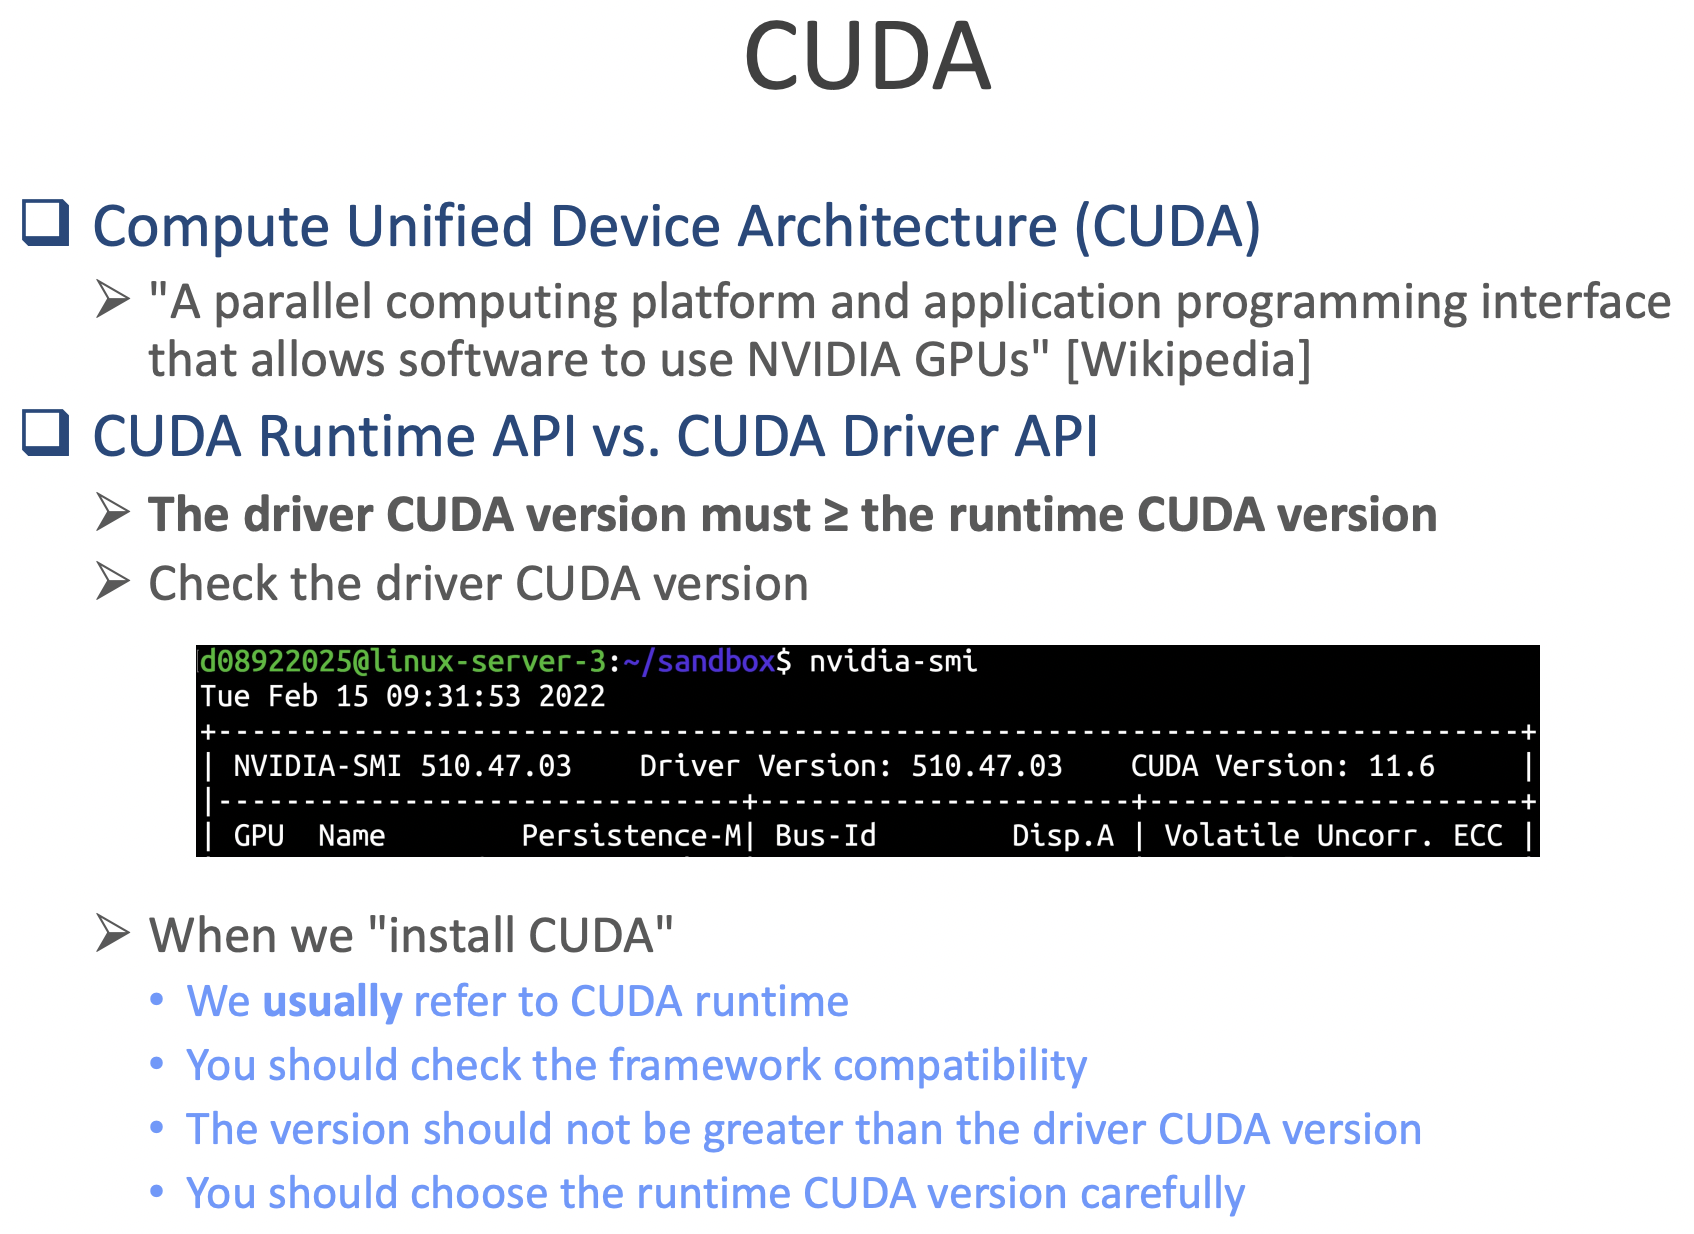 CUDA
Compute Unified Device Architecture (CUDA)
"A parallel computing platform and application programming interface
that allows software to use NVIDIA GPUs" [Wikipedia]
CUDA Runtime API vs. CUDA Driver API
The driver CUDA version must ≥ the runtime CUDA version
Check the driver CUDA version
d08922025@linux-server-3:~/sandbox$ nvidia-smi
Tue Feb 15 09:31:53 2022
+-----------------------------------------------------------------------------+
| NVIDIA-SMI 510.47.03    Driver Version: 510.47.03    CUDA Version: 11.6     |
|-------------------------------+----------------------+----------------------+
| GPU  Name        Persistence-M| Bus-Id        Disp.A | Volatile Uncorr. ECC |
When we "install CUDA"
• We usually refer to CUDA runtime
• You should check the framework compatibility
• The version should not be greater than the driver CUDA version
• You should choose the runtime CUDA version carefully